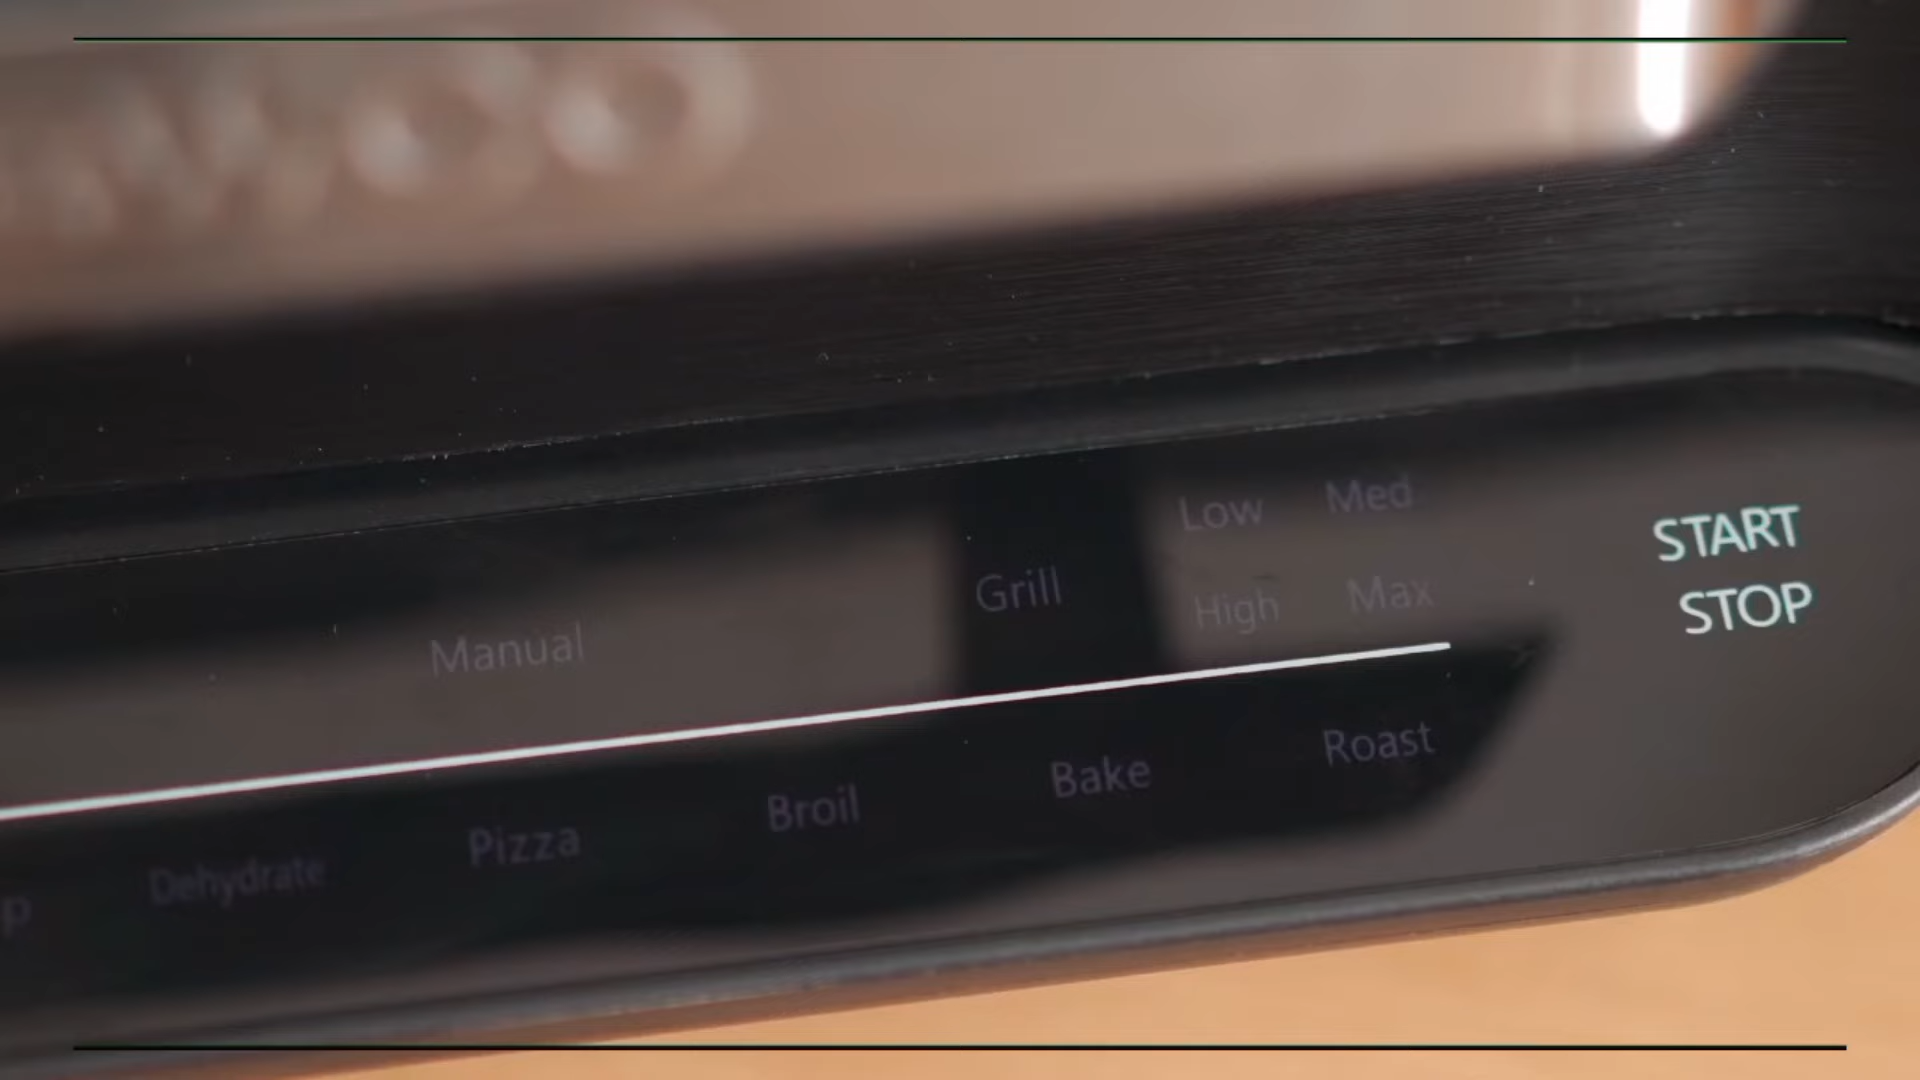 Low Med
START
Grill
High Max
STOP
Manual
Roast
Bake
Broil
Pizza
Dehydrate